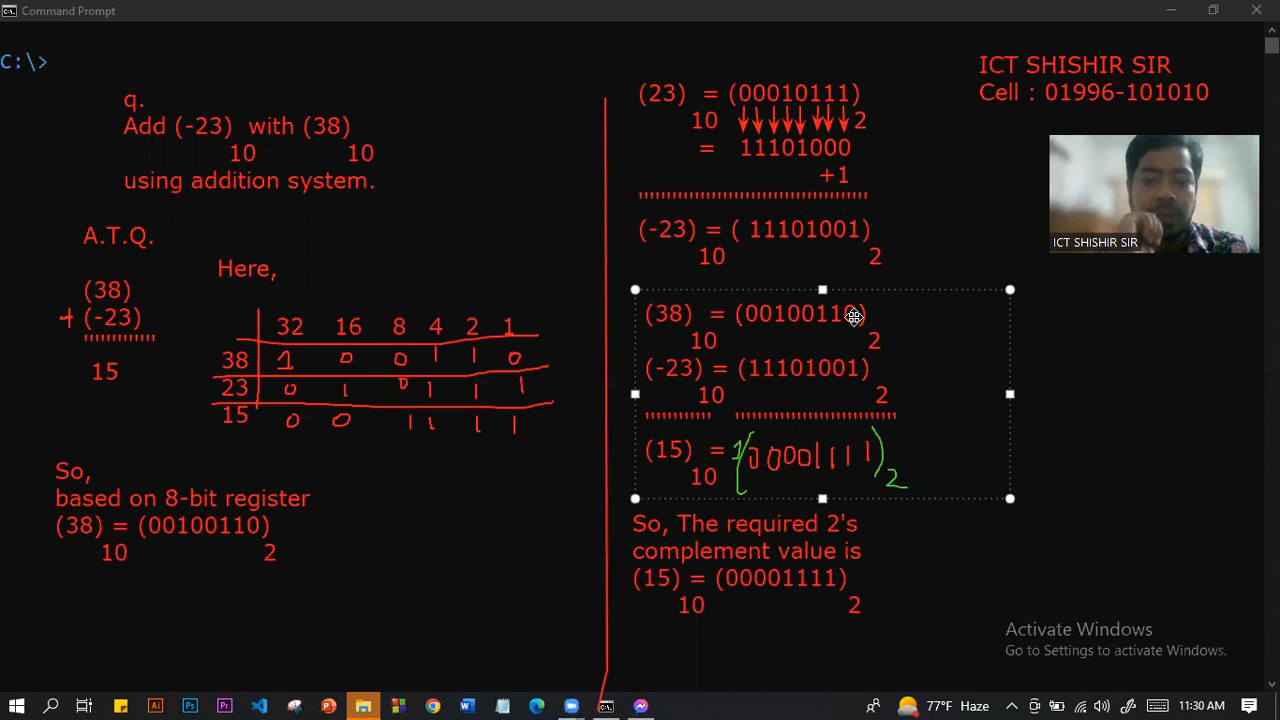 Command Prompt
C:\>
q.
Add (-23) with (38)
10 10
using addition system.
A.T.Q.
(38)
+ (-23)
""""""""""""
15
Here,
32 16 8 4 2 1
38 1 0 0 1 1 0
23 0 1 0 1 1 1
15 0 0 1 1 1 1
So,
based on 8-bit register
(38) = (00100110)
10 2
(23) = (00010111)
10 2
= 11101000
+1
(-23) = ( 11101001)
10 2
(38) = (00100110)
10 2
(-23) = (11101001)
10 2
(15) = 1(00001111)2
10
So, The required 2's
complement value is
(15) = (00001111)
10 2
ICT SHISHIR SIR
Cell : 01996-101010
ICT SHISHIR SIR
Activate Windows
Go to Settings to activate Windows.
77°F Haze
11:30 AM